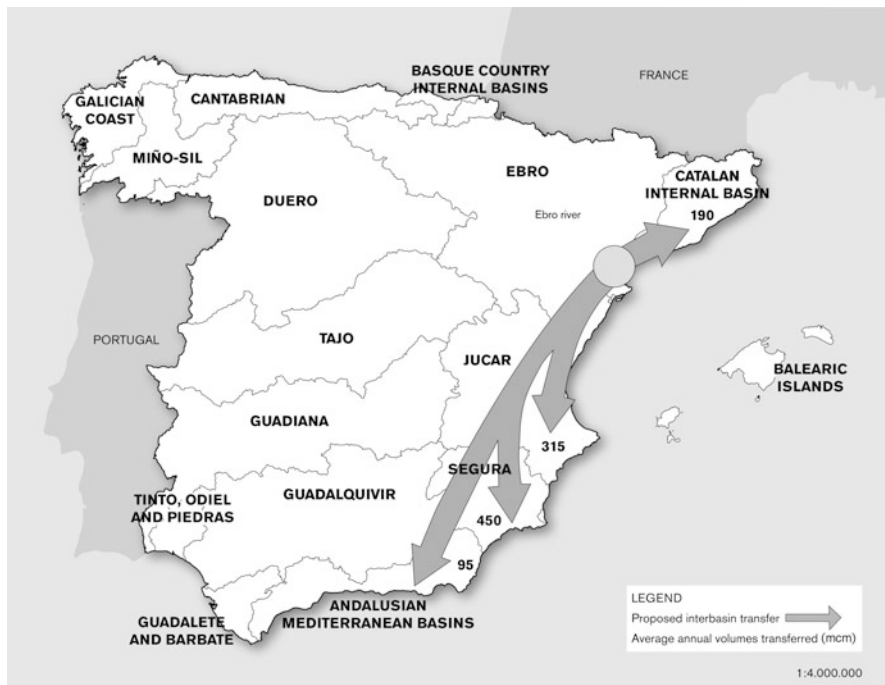 BASQUE COUNTRY
INTERNAL BASINS
FRANCE
GALICIAN
COAST
CANTABRIAN
MIÑO-SIL
EBRO
CATALAN
INTERNAL BASIN
190
DUERO
Ebro river
PORTUGAL
TAJO
JUCAR
BALEARIC
ISLANDS
GUADIANA
315
SEGURA
TINTO, ODIEL
AND PIEDRAS
GUADALQUIVIR
450
95
GUADALETE
AND BARBATE
ANDALUSIAN
MEDITERRANEAN BASINS
LEGEND
Proposed interbasin transfer
Average annual volumes transferred (mcm)
1:4.000.000